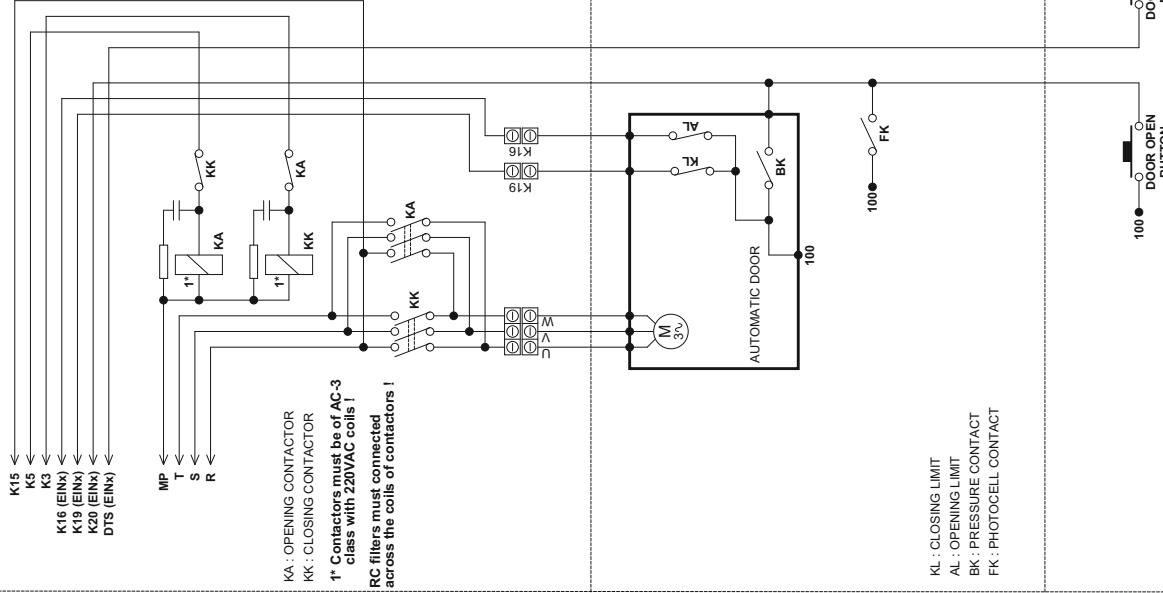 K15
K5
K3
K16 (EINx)
K19 (EINx)
K20 (EINx)
DTS (EINx)
MP
T
S
R
KA : OPENING CONTACTOR
KK : CLOSING CONTACTOR
1* Contactors must be of AC-3
class with 220VAC coils !
RC filters must connected
across the coils of contactors !
KK
KA
KA
1*
KK
1*
KA
KK
K16
K19
W
V
U
AL
KL
BK
M
3~
AUTOMATIC DOOR
100
FK
100
KL : CLOSING LIMIT
AL : OPENING LIMIT
BK : PRESSURE CONTACT
FK : PHOTOCELL CONTACT
DOOR OPEN
BUTTON
100
DO